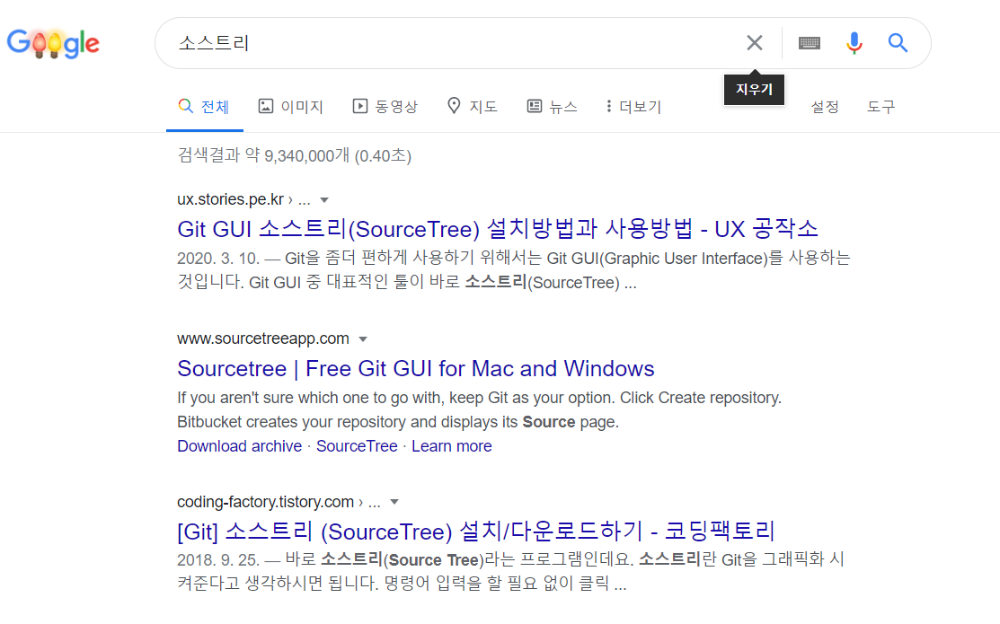 Google
소스트리
지우기
전체 이미지 동영상 지도 뉴스 더보기 설정 도구
검색결과 약 9,340,000개 (0.40초)
ux.stories.pe.kr › ...
Git GUI 소스트리(SourceTree) 설치방법과 사용방법 - UX 공작소
2020. 3. 10. — Git을 좀더 편하게 사용하기 위해서는 Git GUI(Graphic User Interface)를 사용하는
것입니다. Git GUI 중 대표적인 툴이 바로 소스트리(SourceTree) ...
www.sourcetreeapp.com
Sourcetree | Free Git GUI for Mac and Windows
If you aren't sure which one to go with, keep Git as your option. Click Create repository.
Bitbucket creates your repository and displays its Source page.
Download archive · SourceTree · Learn more
coding-factory.tistory.com › ...
[Git] 소스트리 (SourceTree) 설치/다운로드하기 - 코딩팩토리
2018. 9. 25. — 바로 소스트리(Source Tree)라는 프로그램인데요. 소스트리란 Git을 그래픽화 시
켜준다고 생각하시면 됩니다. 명령어 입력을 할 필요 없이 클릭 ...